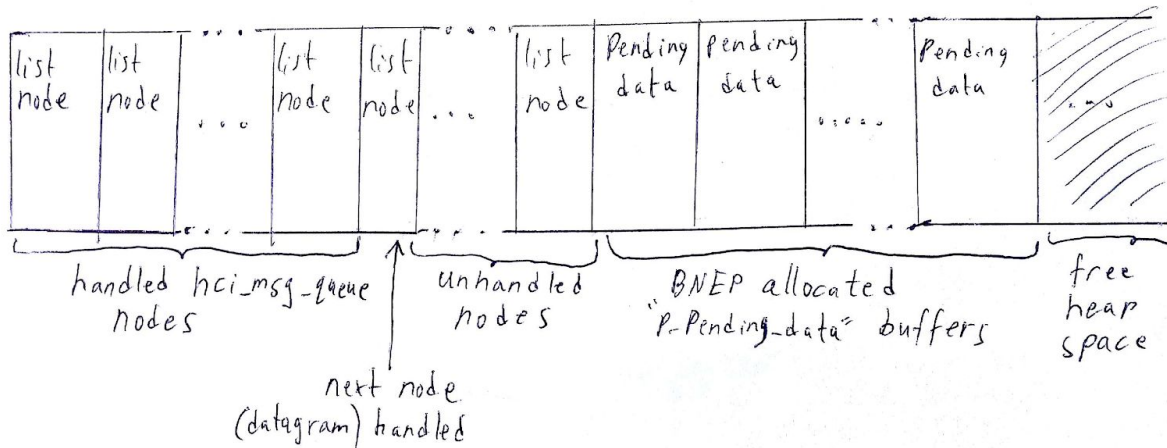 list node
list node
....
...
list node
list node
.....
...
list node
Pending data
pending data
.....
Pending data
...
handled hci_msg_queue nodes
unhandled nodes
BNEP allocated "P_Pending_data" buffers
free heap space
next node (datagram) handled